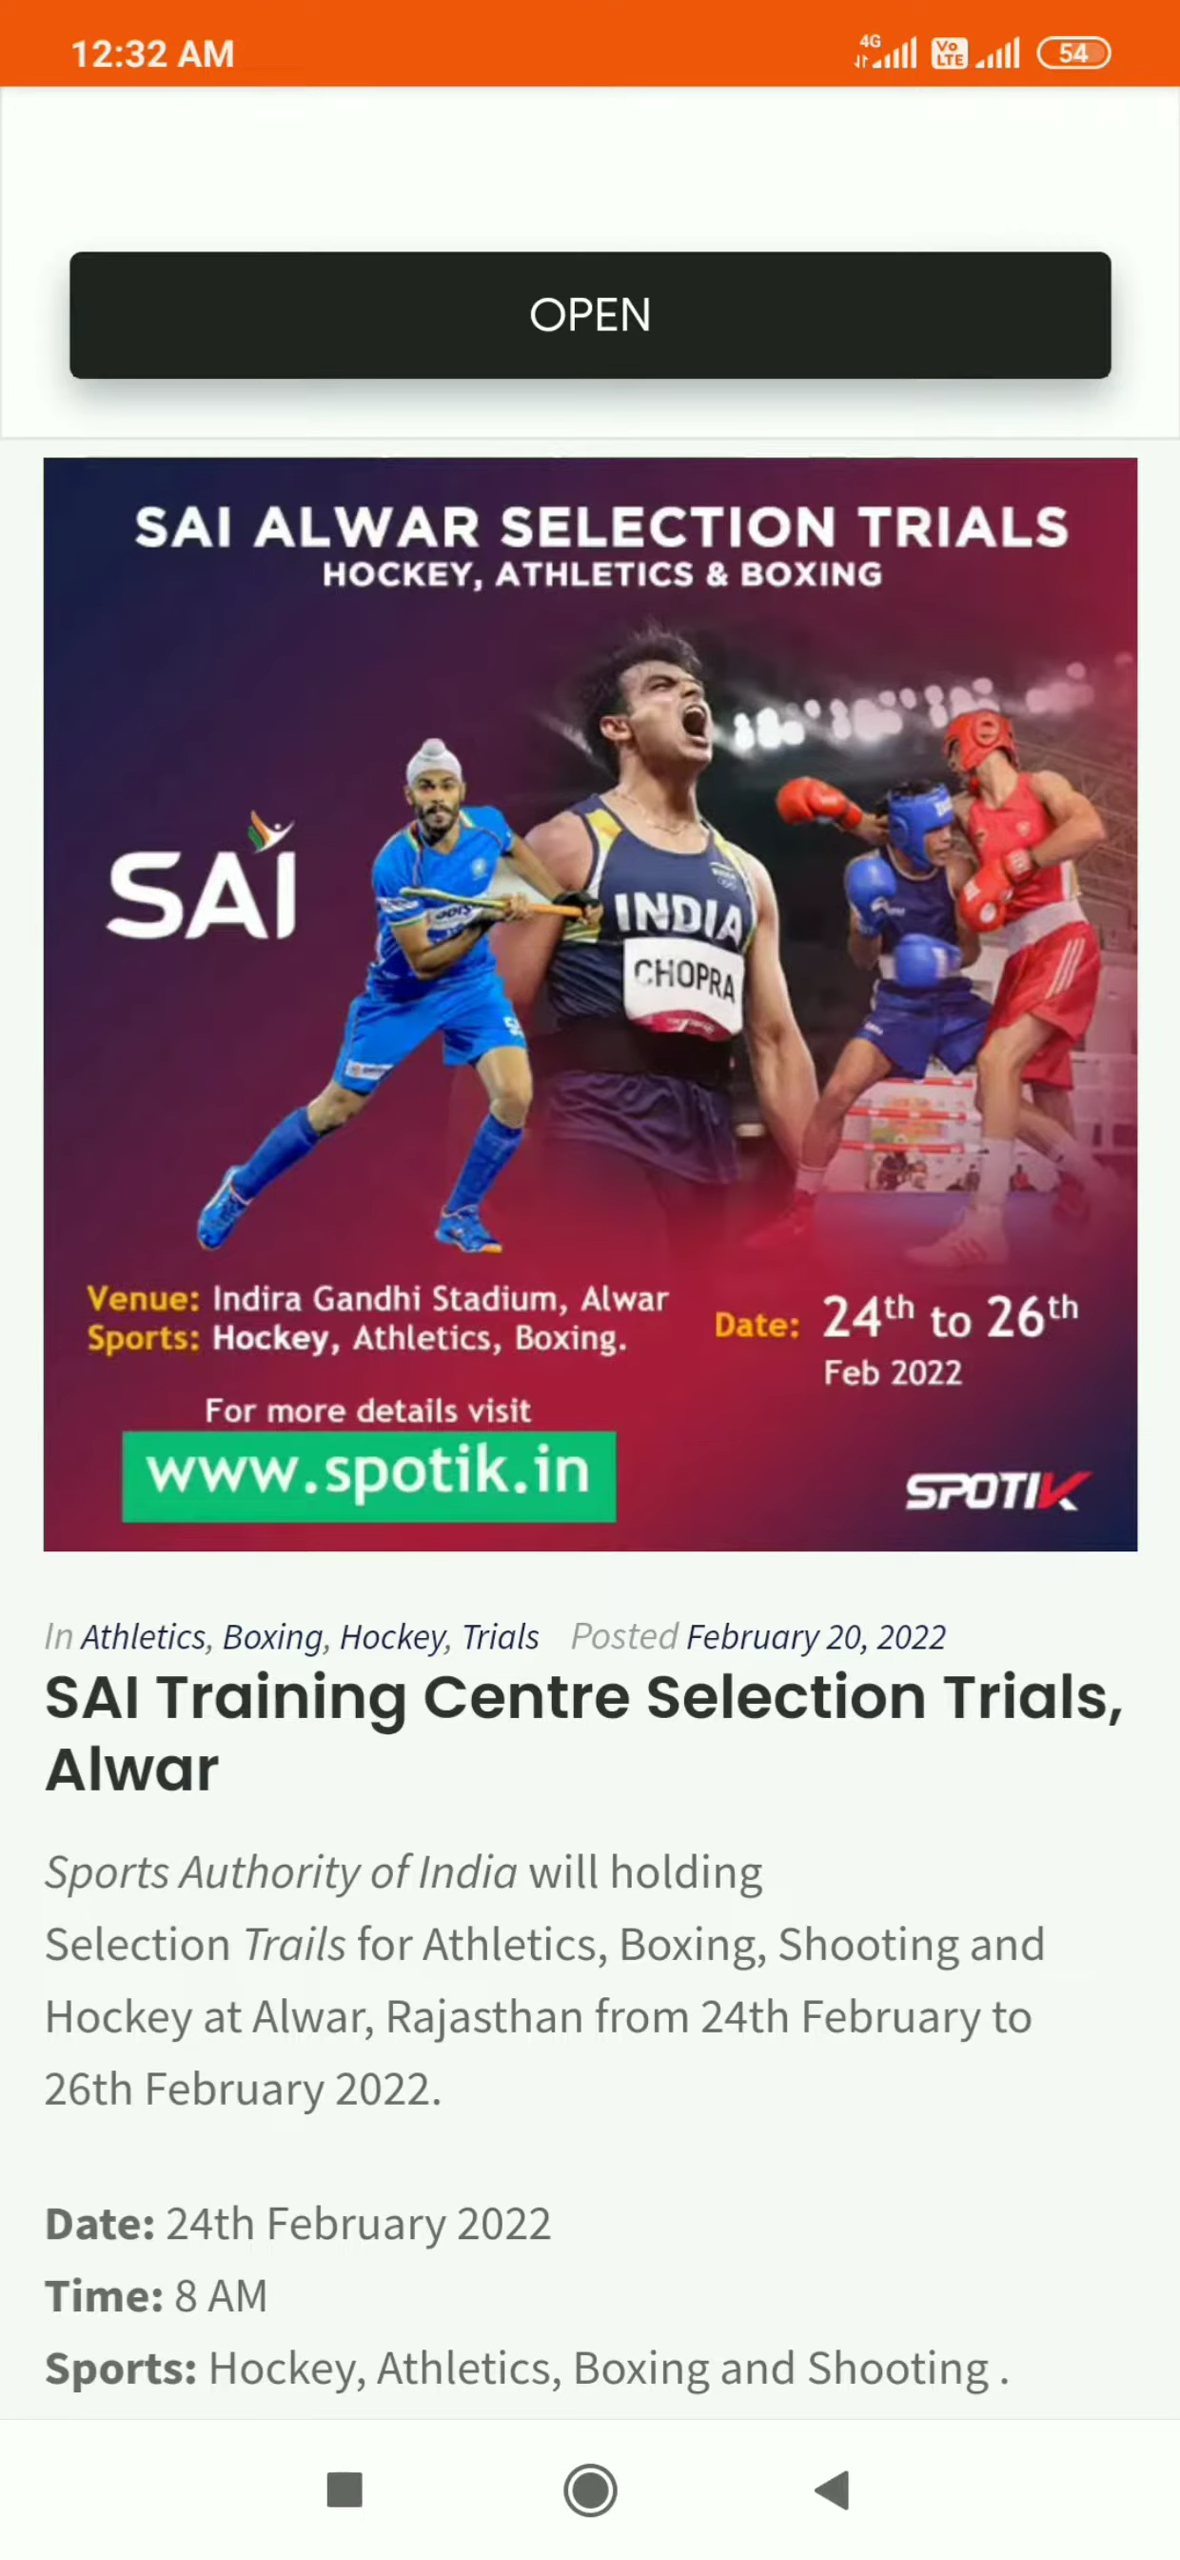 12:32 AM
4G
Vo
LTE
54
OPEN
SAI ALWAR SELECTION TRIALS
HOCKEY, ATHLETICS & BOXING
SAI
INDIA
CHOPRA
Venue: Indira Gandhi Stadium, Alwar
Sports: Hockey, Athletics, Boxing.
Date: 24th to 26th
Feb 2022
For more details visit
www.spotik.in
SPOTIK
In Athletics, Boxing, Hockey, Trials Posted February 20, 2022
SAI Training Centre Selection Trials,
Alwar
Sports Authority of India will holding
Selection Trails for Athletics, Boxing, Shooting and
Hockey at Alwar, Rajasthan from 24th February to
26th February 2022.
Date: 24th February 2022
Time: 8 AM
Sports: Hockey, Athletics, Boxing and Shooting .